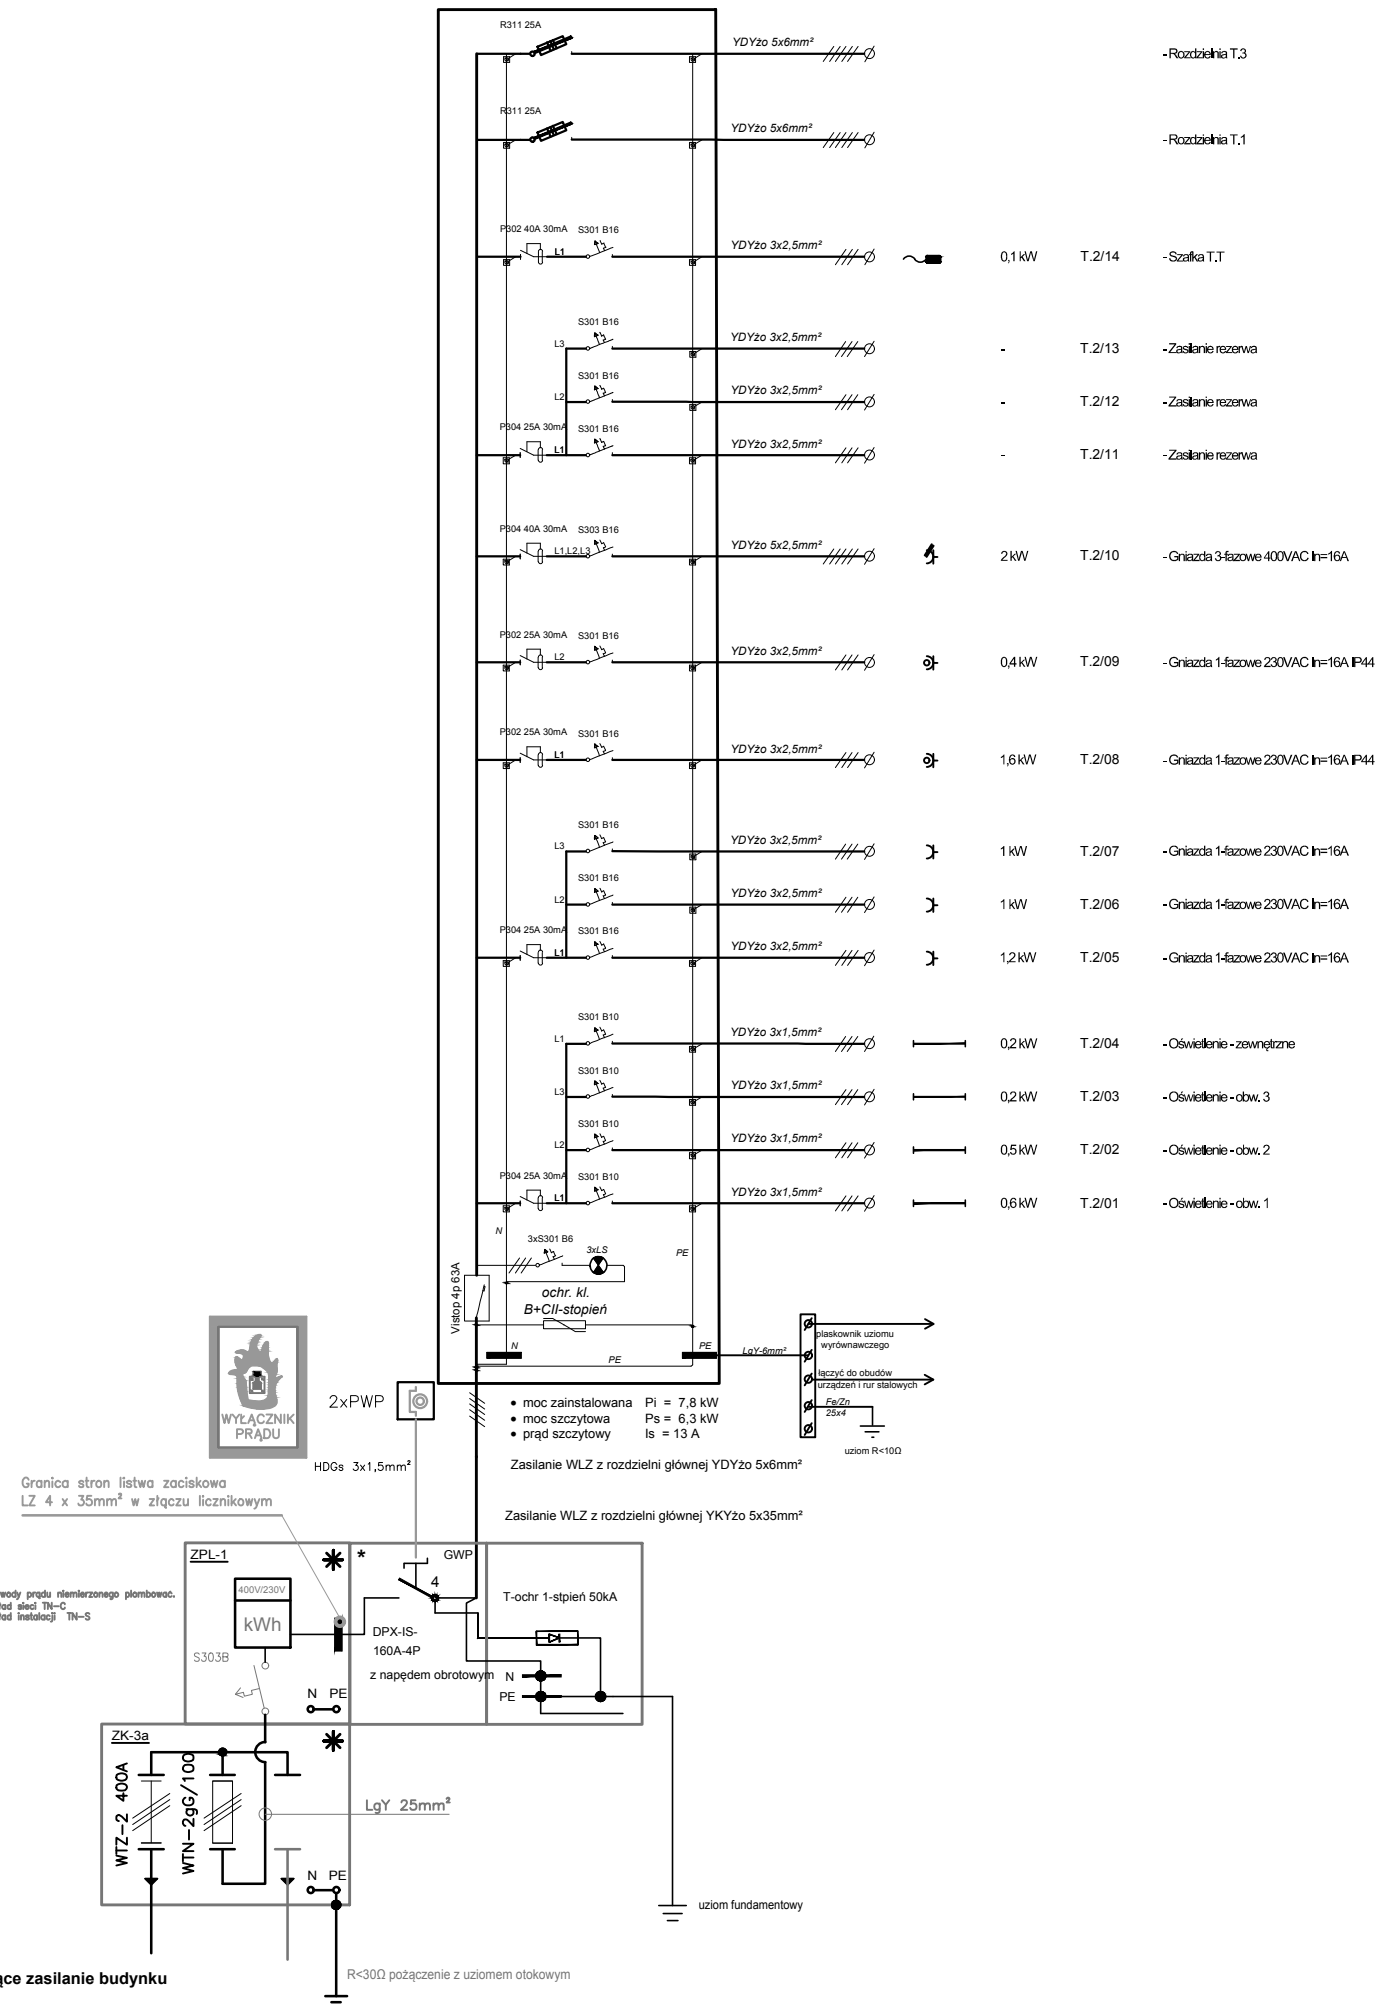 R311 25A
YDYżo 5x6mm²
- Rozdzielnia T.3
R311 25A
YDYżo 5x6mm²
- Rozdzielnia T.1
P302 40A 30mA S301 B16
L1
YDYżo 3x2,5mm²
0,1 kW T.2/14 - Szafka T.T
S301 B16
L3
YDYżo 3x2,5mm²
- T.2/13 - Zasilanie rezerwa
S301 B16
L2
YDYżo 3x2,5mm²
- T.2/12 - Zasilanie rezerwa
P304 25A 30mA S301 B16
L1
YDYżo 3x2,5mm²
- T.2/11 - Zasilanie rezerwa
P304 40A 30mA S303 B16
L1,L2,L3
YDYżo 5x2,5mm²
2 kW T.2/10 - Gniazda 3-fazowe 400VAC In=16A
P302 25A 30mA S301 B16
L2
YDYżo 3x2,5mm²
0,4 kW T.2/09 - Gniazda 1-fazowe 230VAC In=16A IP44
P302 25A 30mA S301 B16
L1
YDYżo 3x2,5mm²
1,6 kW T.2/08 - Gniazda 1-fazowe 230VAC In=16A IP44
S301 B16
L3
YDYżo 3x2,5mm²
1 kW T.2/07 - Gniazda 1-fazowe 230VAC In=16A
S301 B16
L2
YDYżo 3x2,5mm²
1 kW T.2/06 - Gniazda 1-fazowe 230VAC In=16A
P304 25A 30mA S301 B16
L1
YDYżo 3x2,5mm²
1,2 kW T.2/05 - Gniazda 1-fazowe 230VAC In=16A
S301 B10
L1
YDYżo 3x1,5mm²
0,2 kW T.2/04 - Oświetlenie - zewnętrzne
S301 B10
L3
YDYżo 3x1,5mm²
0,2 kW T.2/03 - Oświetlenie - obw. 3
S301 B10
L2
YDYżo 3x1,5mm²
0,5 kW T.2/02 - Oświetlenie - obw. 2
P304 25A 30mA S301 B10
L1
YDYżo 3x1,5mm²
0,6 kW T.2/01 - Oświetlenie - obw. 1
N
3xS301 B6
3xLS
PE
Vistop 4p 63A
ochr. kl.
B+CII-stopień
N
PE
PE
LgY-6mm²
plaskownik uziomu
wyrównawczego
łączyć do obudów
urządzeń i rur stalowych
Fe/Zn
25x4
uziom R<10Ω
WYŁĄCZNIK
PRĄDU
2xPWP
HDGs 3x1,5mm²
• moc zainstalowana Pi = 7,8 kW
• moc szczytowa Ps = 6,3 kW
• prąd szczytowy Is = 13 A
Zasilanie WLZ z rozdzielni głównej YDYżo 5x6mm²
Zasilanie WLZ z rozdzielni głównej YKYżo 5x35mm²
Granica stron listwa zaciskowa
LZ 4 x 35mm² w złączu licznikowym
ZPL-1
*
GWP
4
400V/230V
kWh
S303B
N PE
DPX-IS-
160A-4P
z napędem obrotowym
T-ochr 1-stpień 50kA
N
PE
wody prądu niemierzonego plombować.
ad sieci TN-C
ad instalacji TN-S
ZK-3a
WTZ-2 400A
WTN-2gG/100
LgY 25mm²
N PE
uziom fundamentowy
ące zasilanie budynku
R<30Ω pożączenie z uziomem otokowym